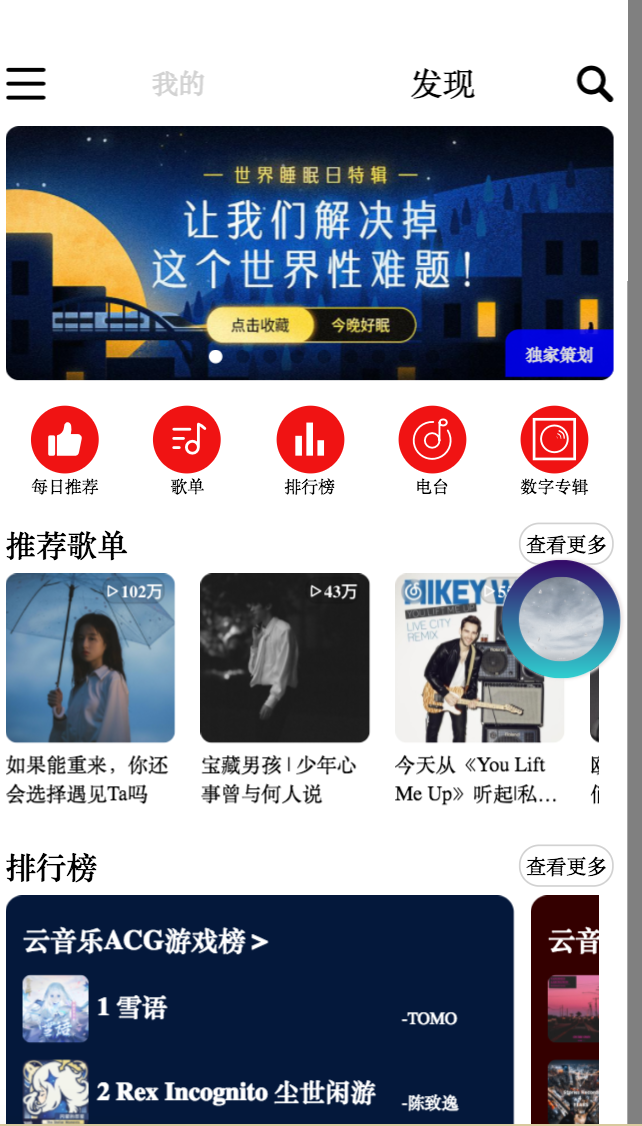 我的
发现
世界睡眠日特辑
让我们解决掉
这个世界性难题！
点击收藏
今晚好眠
独家策划
每日推荐
歌单
排行榜
电台
数字专辑
推荐歌单
查看更多
102万
43万
LIVE CITY
REMIX
如果能重来，你还
会选择遇见Ta吗
宝藏男孩 | 少年心
事曾与何人说
今天从《You Lift
Me Up》听起|私…
排行榜
查看更多
云音乐ACG游戏榜 >
云音
1 雪语
-TOMO
2 Rex Incognito 尘世闲游
-陈致逸